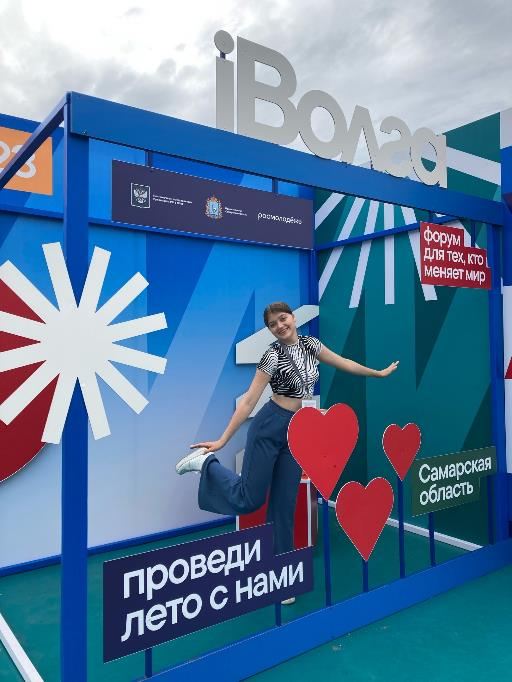 iВолга
росмолодёжь
форум
для тех, кто
меняет мир
Самарская
область
проведи
лето с нами